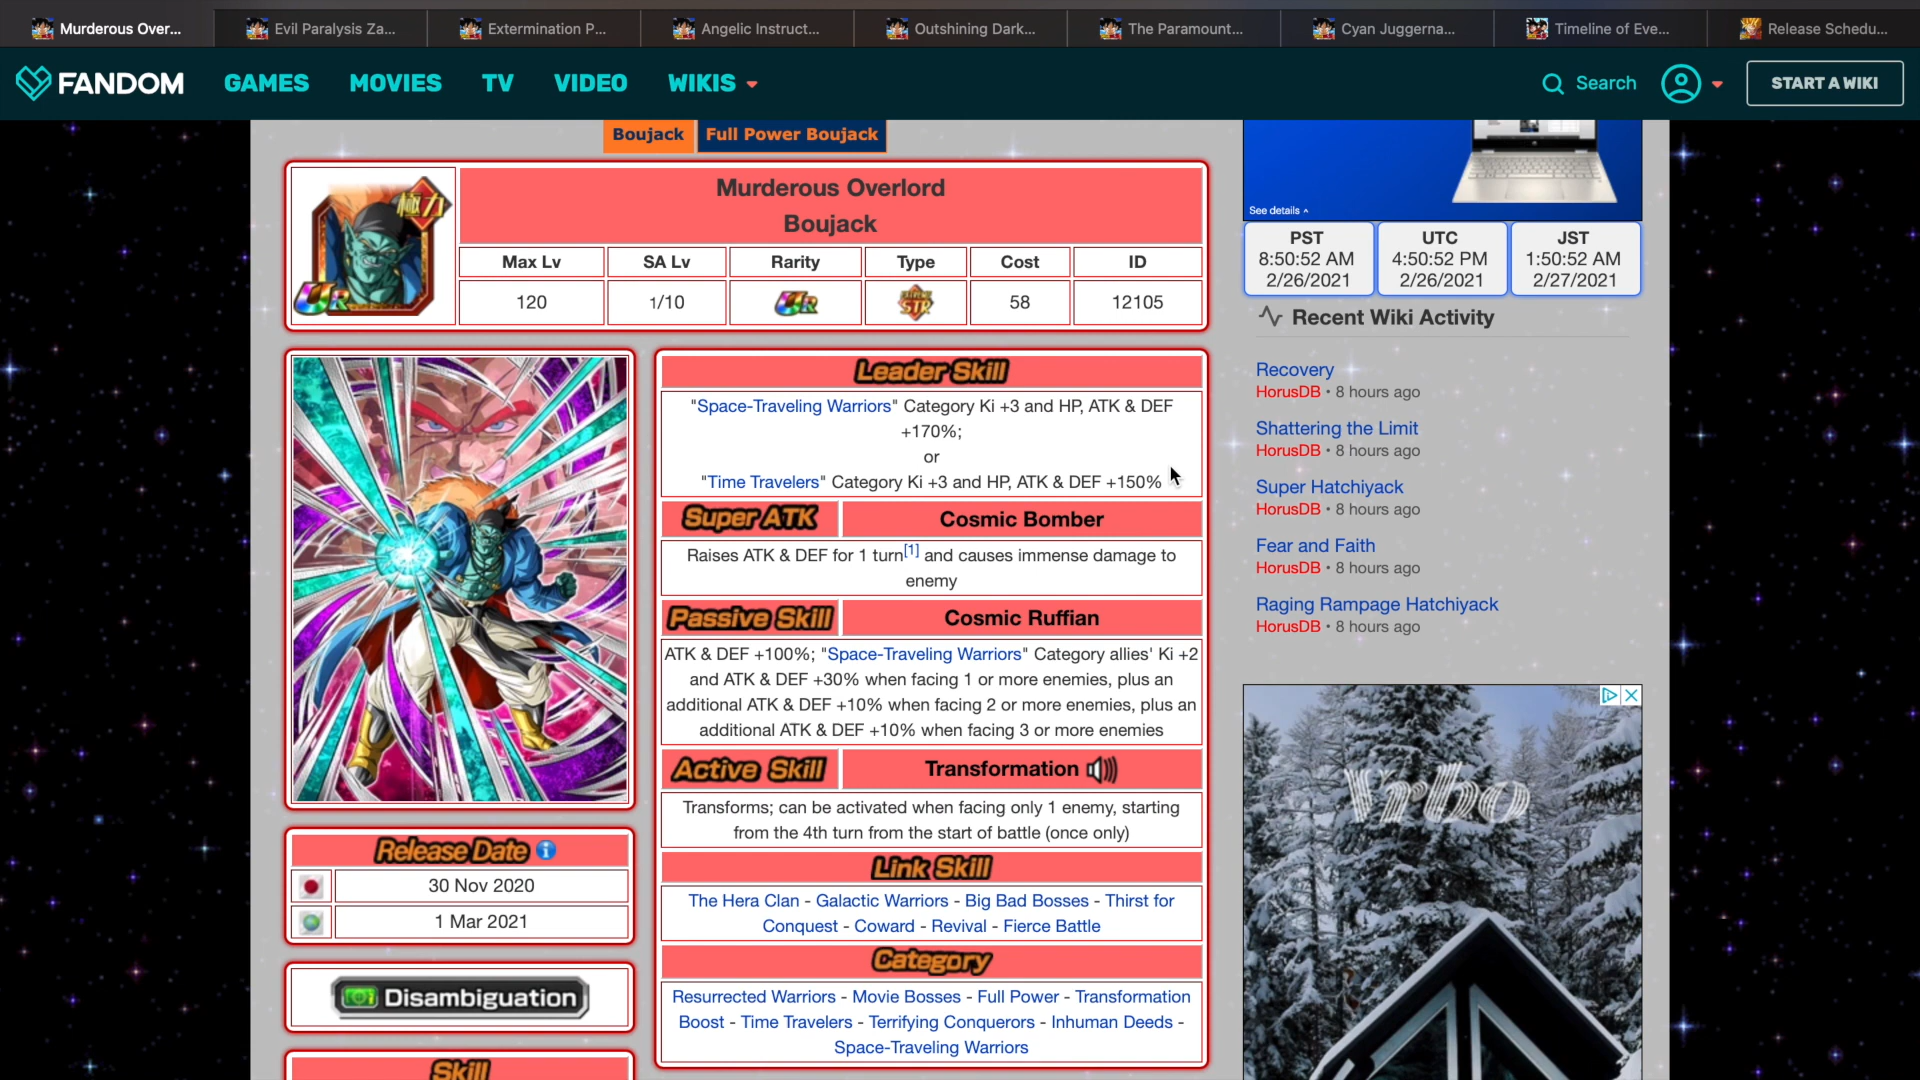 Murderous Over...
Evil Paralysis Za...
Extermination P...
Angelic Instruct...
Outshining Dark...
The Paramount...
Cyan Juggerna...
Timeline of Eve...
Release Schedu...
FANDOM
GAMES
MOVIES
TV
VIDEO
WIKIS
Search
START A WIKI
Boujack
Full Power Boujack
極力
UR
Murderous Overlord
Boujack
Max Lv
SA Lv
Rarity
Type
Cost
ID
120
1/10
UR
EXTREME STR
58
12105
Leader Skill
"Space-Traveling Warriors" Category Ki +3 and HP, ATK & DEF
+170%;
or
"Time Travelers" Category Ki +3 and HP, ATK & DEF +150%
Super ATK
Cosmic Bomber
Raises ATK & DEF for 1 turn[1] and causes immense damage to
enemy
Passive Skill
Cosmic Ruffian
ATK & DEF +100%; "Space-Traveling Warriors" Category allies' Ki +2
and ATK & DEF +30% when facing 1 or more enemies, plus an
additional ATK & DEF +10% when facing 2 or more enemies, plus an
additional ATK & DEF +10% when facing 3 or more enemies
Active Skill
Transformation
Transforms; can be activated when facing only 1 enemy, starting
from the 4th turn from the start of battle (once only)
Link Skill
The Hera Clan - Galactic Warriors - Big Bad Bosses - Thirst for
Conquest - Coward - Revival - Fierce Battle
Category
Resurrected Warriors - Movie Bosses - Full Power - Transformation
Boost - Time Travelers - Terrifying Conquerors - Inhuman Deeds -
Space-Traveling Warriors
Release Date
30 Nov 2020
1 Mar 2021
Disambiguation
Skill
See details
PST
8:50:52 AM
2/26/2021
UTC
4:50:52 PM
2/26/2021
JST
1:50:52 AM
2/27/2021
Recent Wiki Activity
Recovery
HorusDB • 8 hours ago
Shattering the Limit
HorusDB • 8 hours ago
Super Hatchiyack
HorusDB • 8 hours ago
Fear and Faith
HorusDB • 8 hours ago
Raging Rampage Hatchiyack
HorusDB • 8 hours ago
Vrbo